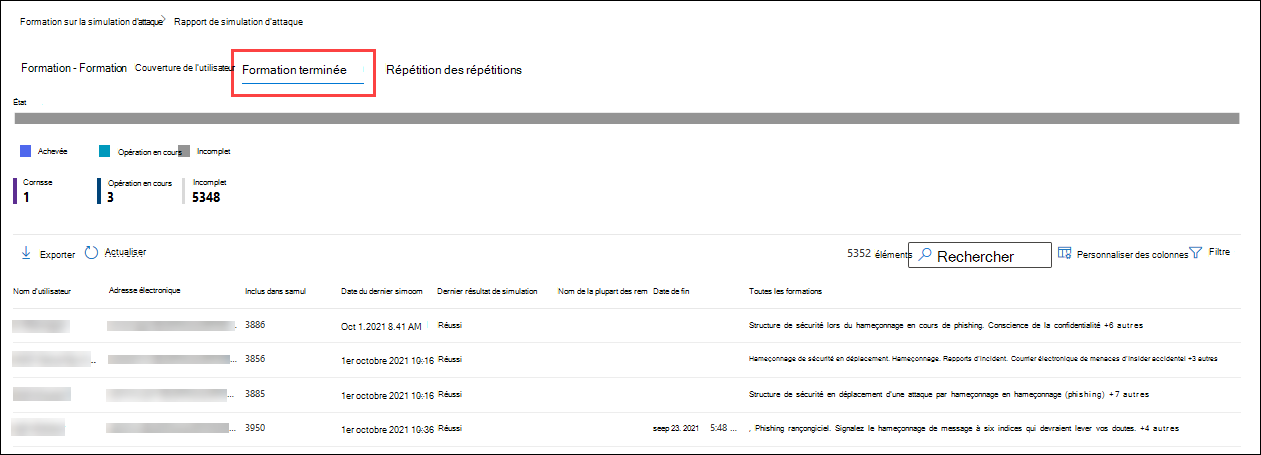 Formation sur la simulation d'attaque Rapport de simulation d'attaque
Formation - Formation Couverture de l'utilisateur Formation terminée Répétition des répétitions
État
Achevée Opération en cours Incomplet
Cornsse Opération en cours Incomplet
1 3 5348
Exporter Actualiser 5352 éléments Rechercher Personnaliser des colonnes Filtre
Nom d'utilisateur Adresse électronique Inclus dans samul Date du dernier simoom Dernier résultat de simulation Nom de la plupart des rem Date de fin Toutes les formations
3886 Oct 1.2021 8.41 AM Réussi Structure de sécurité lors du hameçonnage en cours de phishing. Conscience de la confidentialité +6 autres
... 3856 1er octobre 2021 10:16 Réussi Hameçonnage de sécurité en déplacement. Hameçonnage. Rapports d'incident. Courrier électronique de menaces d'insider accidentel +3 autres
... 3885 1er octobre 2021 10:16 Réussi Structure de sécurité en déplacement d'une attaque par hameçonnage en hameçonnage (phishing) +7 autres
... 3950 1er octobre 2021 10:36 Réussi seep 23. 2021 5:48 ... , Phishing rançongiciel. Signalez le hameçonnage de message à six indices qui devraient lever vos doutes. +4 autres